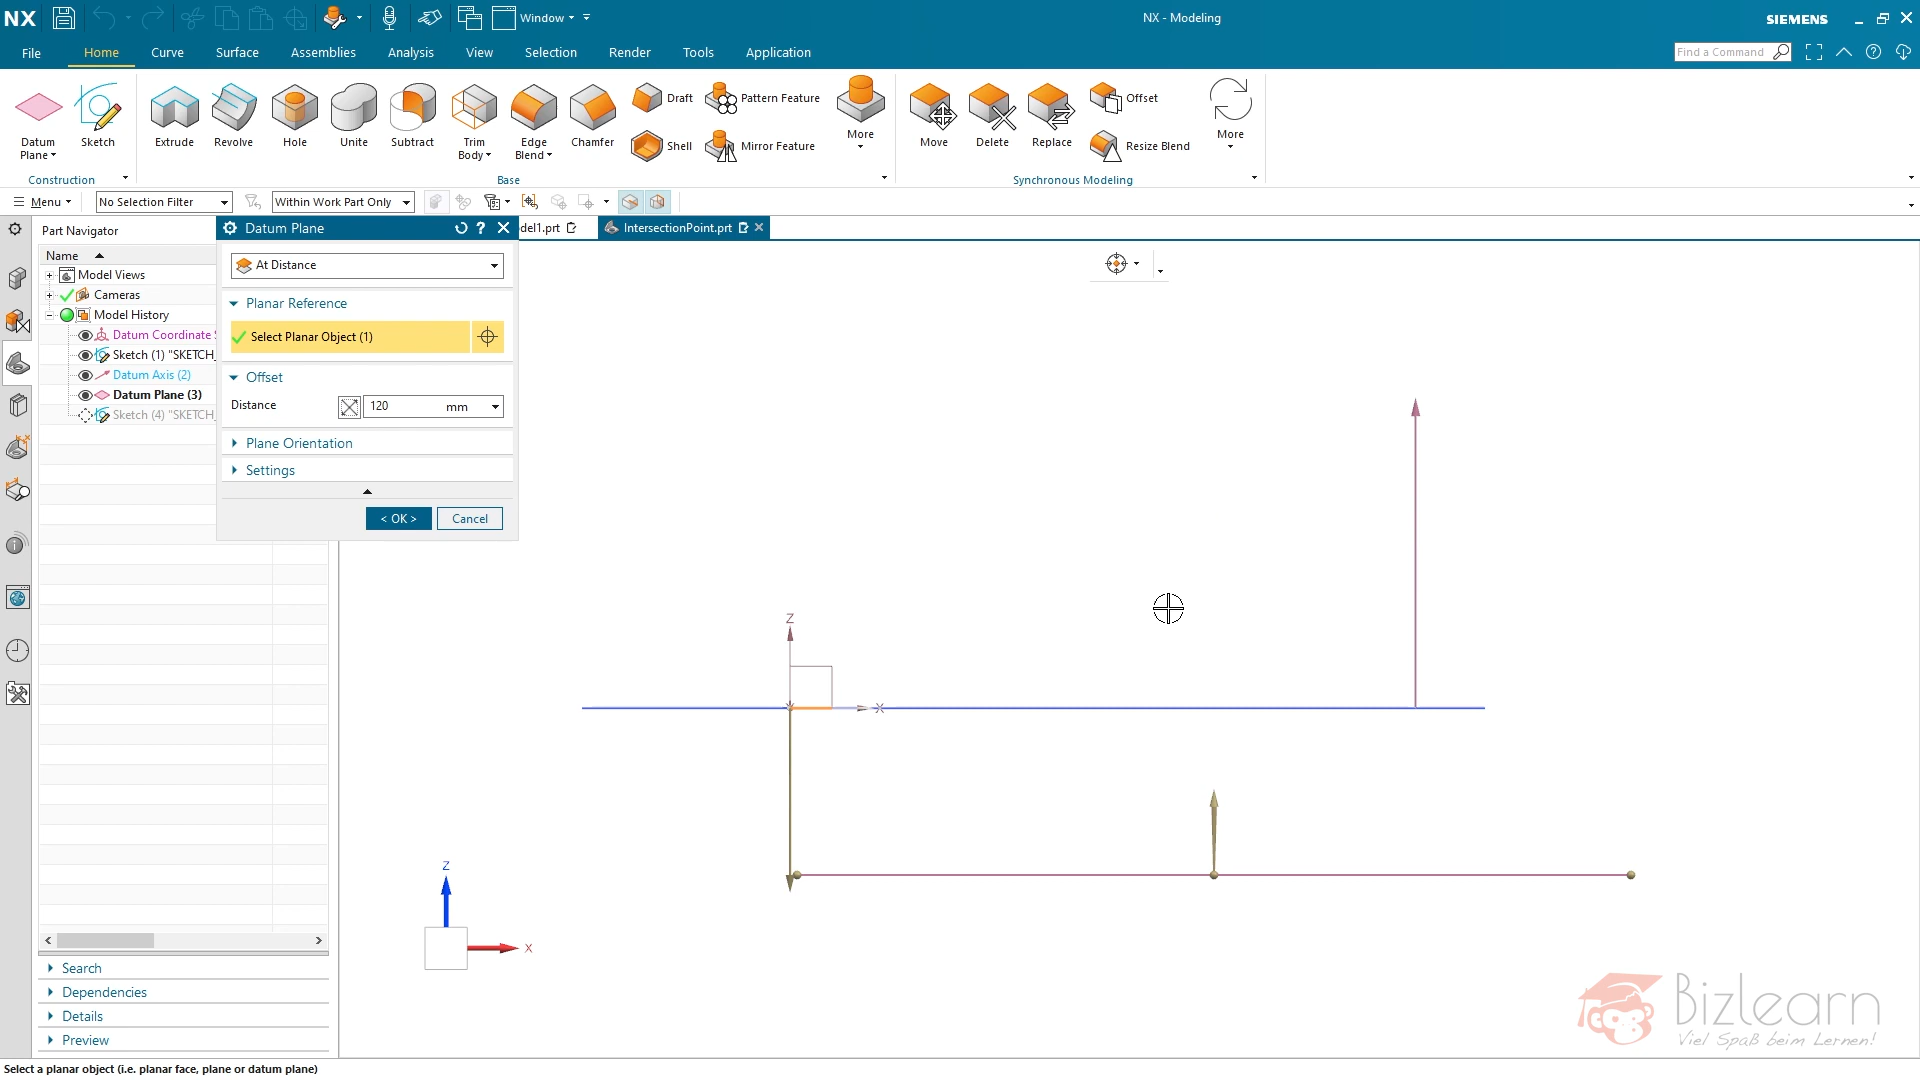 NX
Window
NX - Modeling
SIEMENS
File
Home
Curve
Surface
Assemblies
Analysis
View
Selection
Render
Tools
Application
Find a Command
Datum Plane
Sketch
Extrude
Revolve
Hole
Unite
Subtract
Trim Body
Edge Blend
Chamfer
Draft
Shell
Pattern Feature
Mirror Feature
More
Move
Delete
Replace
Offset
Resize Blend
More
Construction
Base
Synchronous Modeling
Menu
No Selection Filter
Within Work Part Only
Part Navigator
Datum Plane
?
del1.prt
IntersectionPoint.prt
Name
Model Views
Cameras
Model History
Datum Coordinate S
Sketch (1) "SKETCH_
Datum Axis (2)
Datum Plane (3)
Sketch (4) "SKETCH_
At Distance
Planar Reference
Select Planar Object (1)
Offset
Distance
120 mm
Plane Orientation
Settings
< OK >
Cancel
Z
X
Z
X
Search
Dependencies
Details
Preview
Bizlearn
Viel Spaß beim Lernen!
Select a planar object (i.e. planar face, plane or datum plane)